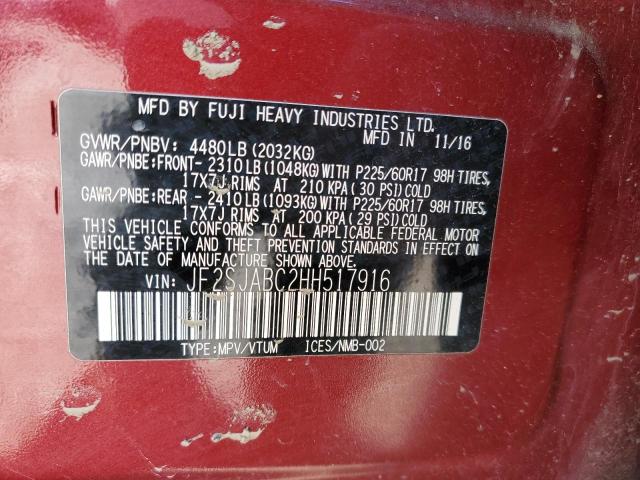 MFD BY FUJI HEAVY INDUSTRIES LTD.
MFD IN 11/16
GVWR/PNBV: 4480LB (2032KG)
GAWR/PNBE:FRONT- 2310LB (1048KG) WITH P225/60R17 98H TIRES,
17X7J RIMS AT 210 KPA (30 PSI) COLD
GAWR/PNBE:REAR - 2410LB (1093KG) WITH P225/60R17 98H TIRES,
17X7J RIMS AT 200 KPA (29 PSI) COLD
THIS VEHICLE CONFORMS TO ALL APPLICABLE FEDERAL MOTOR
VEHICLE SAFETY AND THEFT PREVENTION STANDARDS IN EFFECT ON
THE DATE OF MANUFACTURE SHOWN ABOVE.
VIN: JF2SJABC2HH517916
TYPE:MPV/VTUM ICES/NMB-002